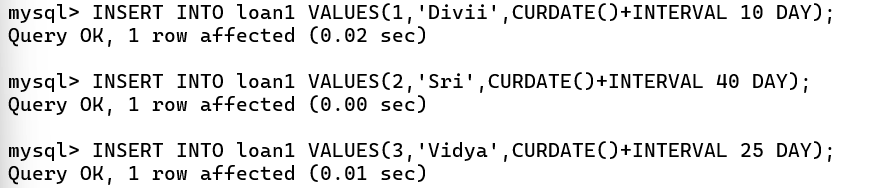 mysql> INSERT INTO loan1 VALUES(1,'Divii',CURDATE()+INTERVAL 10 DAY);
Query OK, 1 row affected (0.02 sec)
mysql> INSERT INTO loan1 VALUES(2,'Sri',CURDATE()+INTERVAL 40 DAY);
Query OK, 1 row affected (0.00 sec)
mysql> INSERT INTO loan1 VALUES(3,'Vidya',CURDATE()+INTERVAL 25 DAY);
Query OK, 1 row affected (0.01 sec)